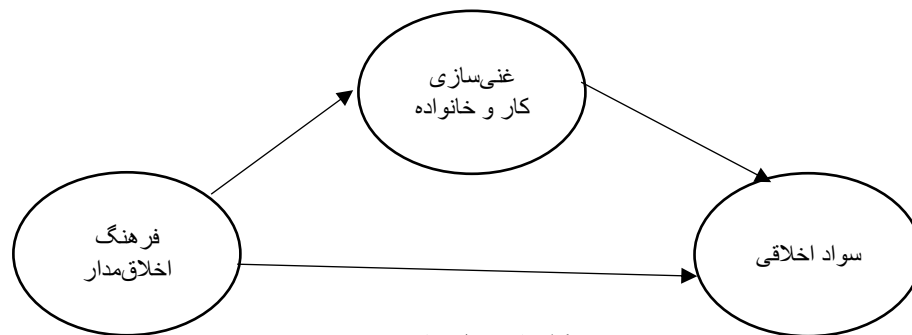 غنی‌سازی
کار و خانواده
فرهنگ
اخلاق‌مدار
سواد اخلاقی